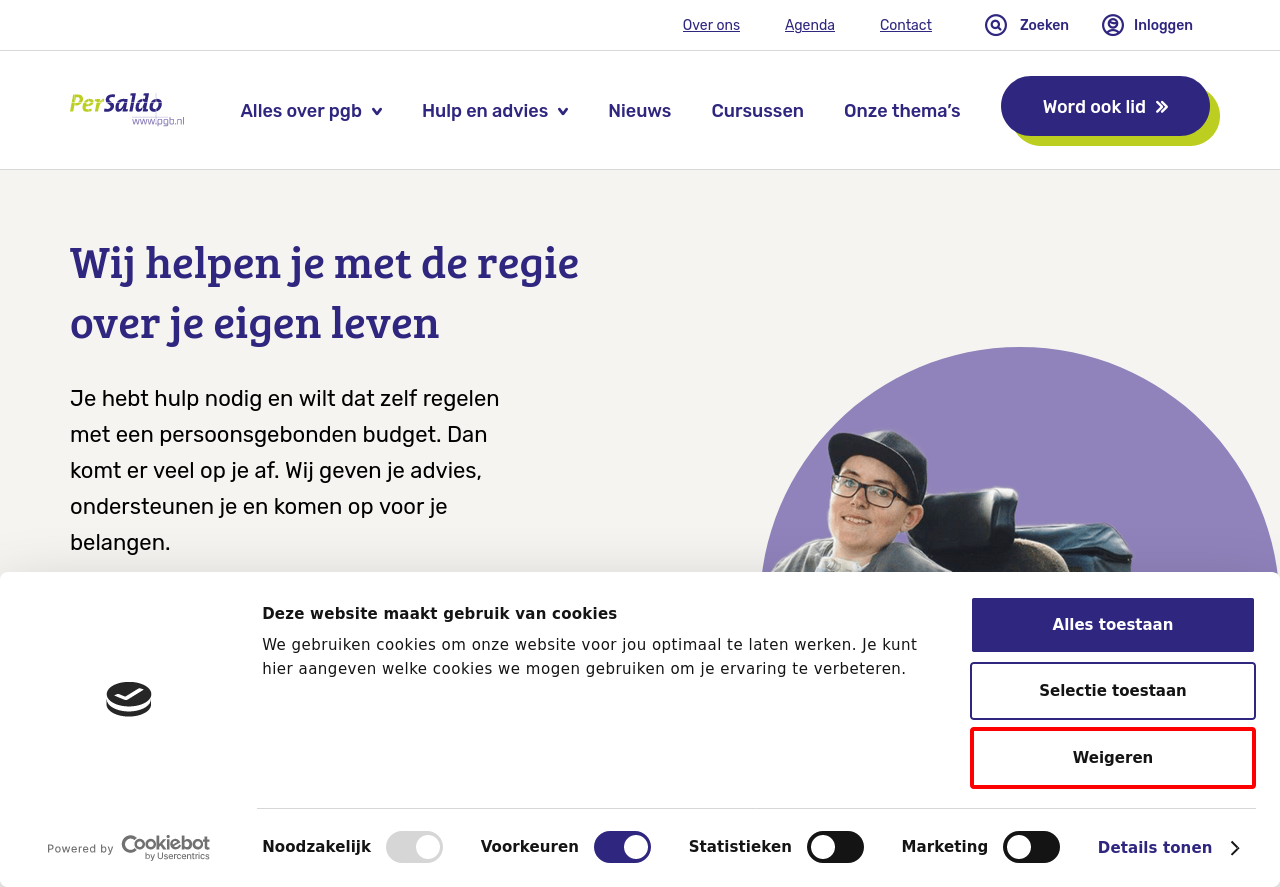 Over ons
Agenda
Contact
Zoeken
Inloggen
PerSaldo
www.pgb.nl
Alles over pgb
Hulp en advies
Nieuws
Cursussen
Onze thema’s
Word ook lid
Wij helpen je met de regie
over je eigen leven
Je hebt hulp nodig en wilt dat zelf regelen
met een persoonsgebonden budget. Dan
komt er veel op je af. Wij geven je advies,
ondersteunen je en komen op voor je
belangen.
Deze website maakt gebruik van cookies
We gebruiken cookies om onze website voor jou optimaal te laten werken. Je kunt
hier aangeven welke cookies we mogen gebruiken om je ervaring te verbeteren.
Alles toestaan
Selectie toestaan
Weigeren
Powered by Cookiebot
by Usercentrics
Noodzakelijk
Voorkeuren
Statistieken
Marketing
Details tonen